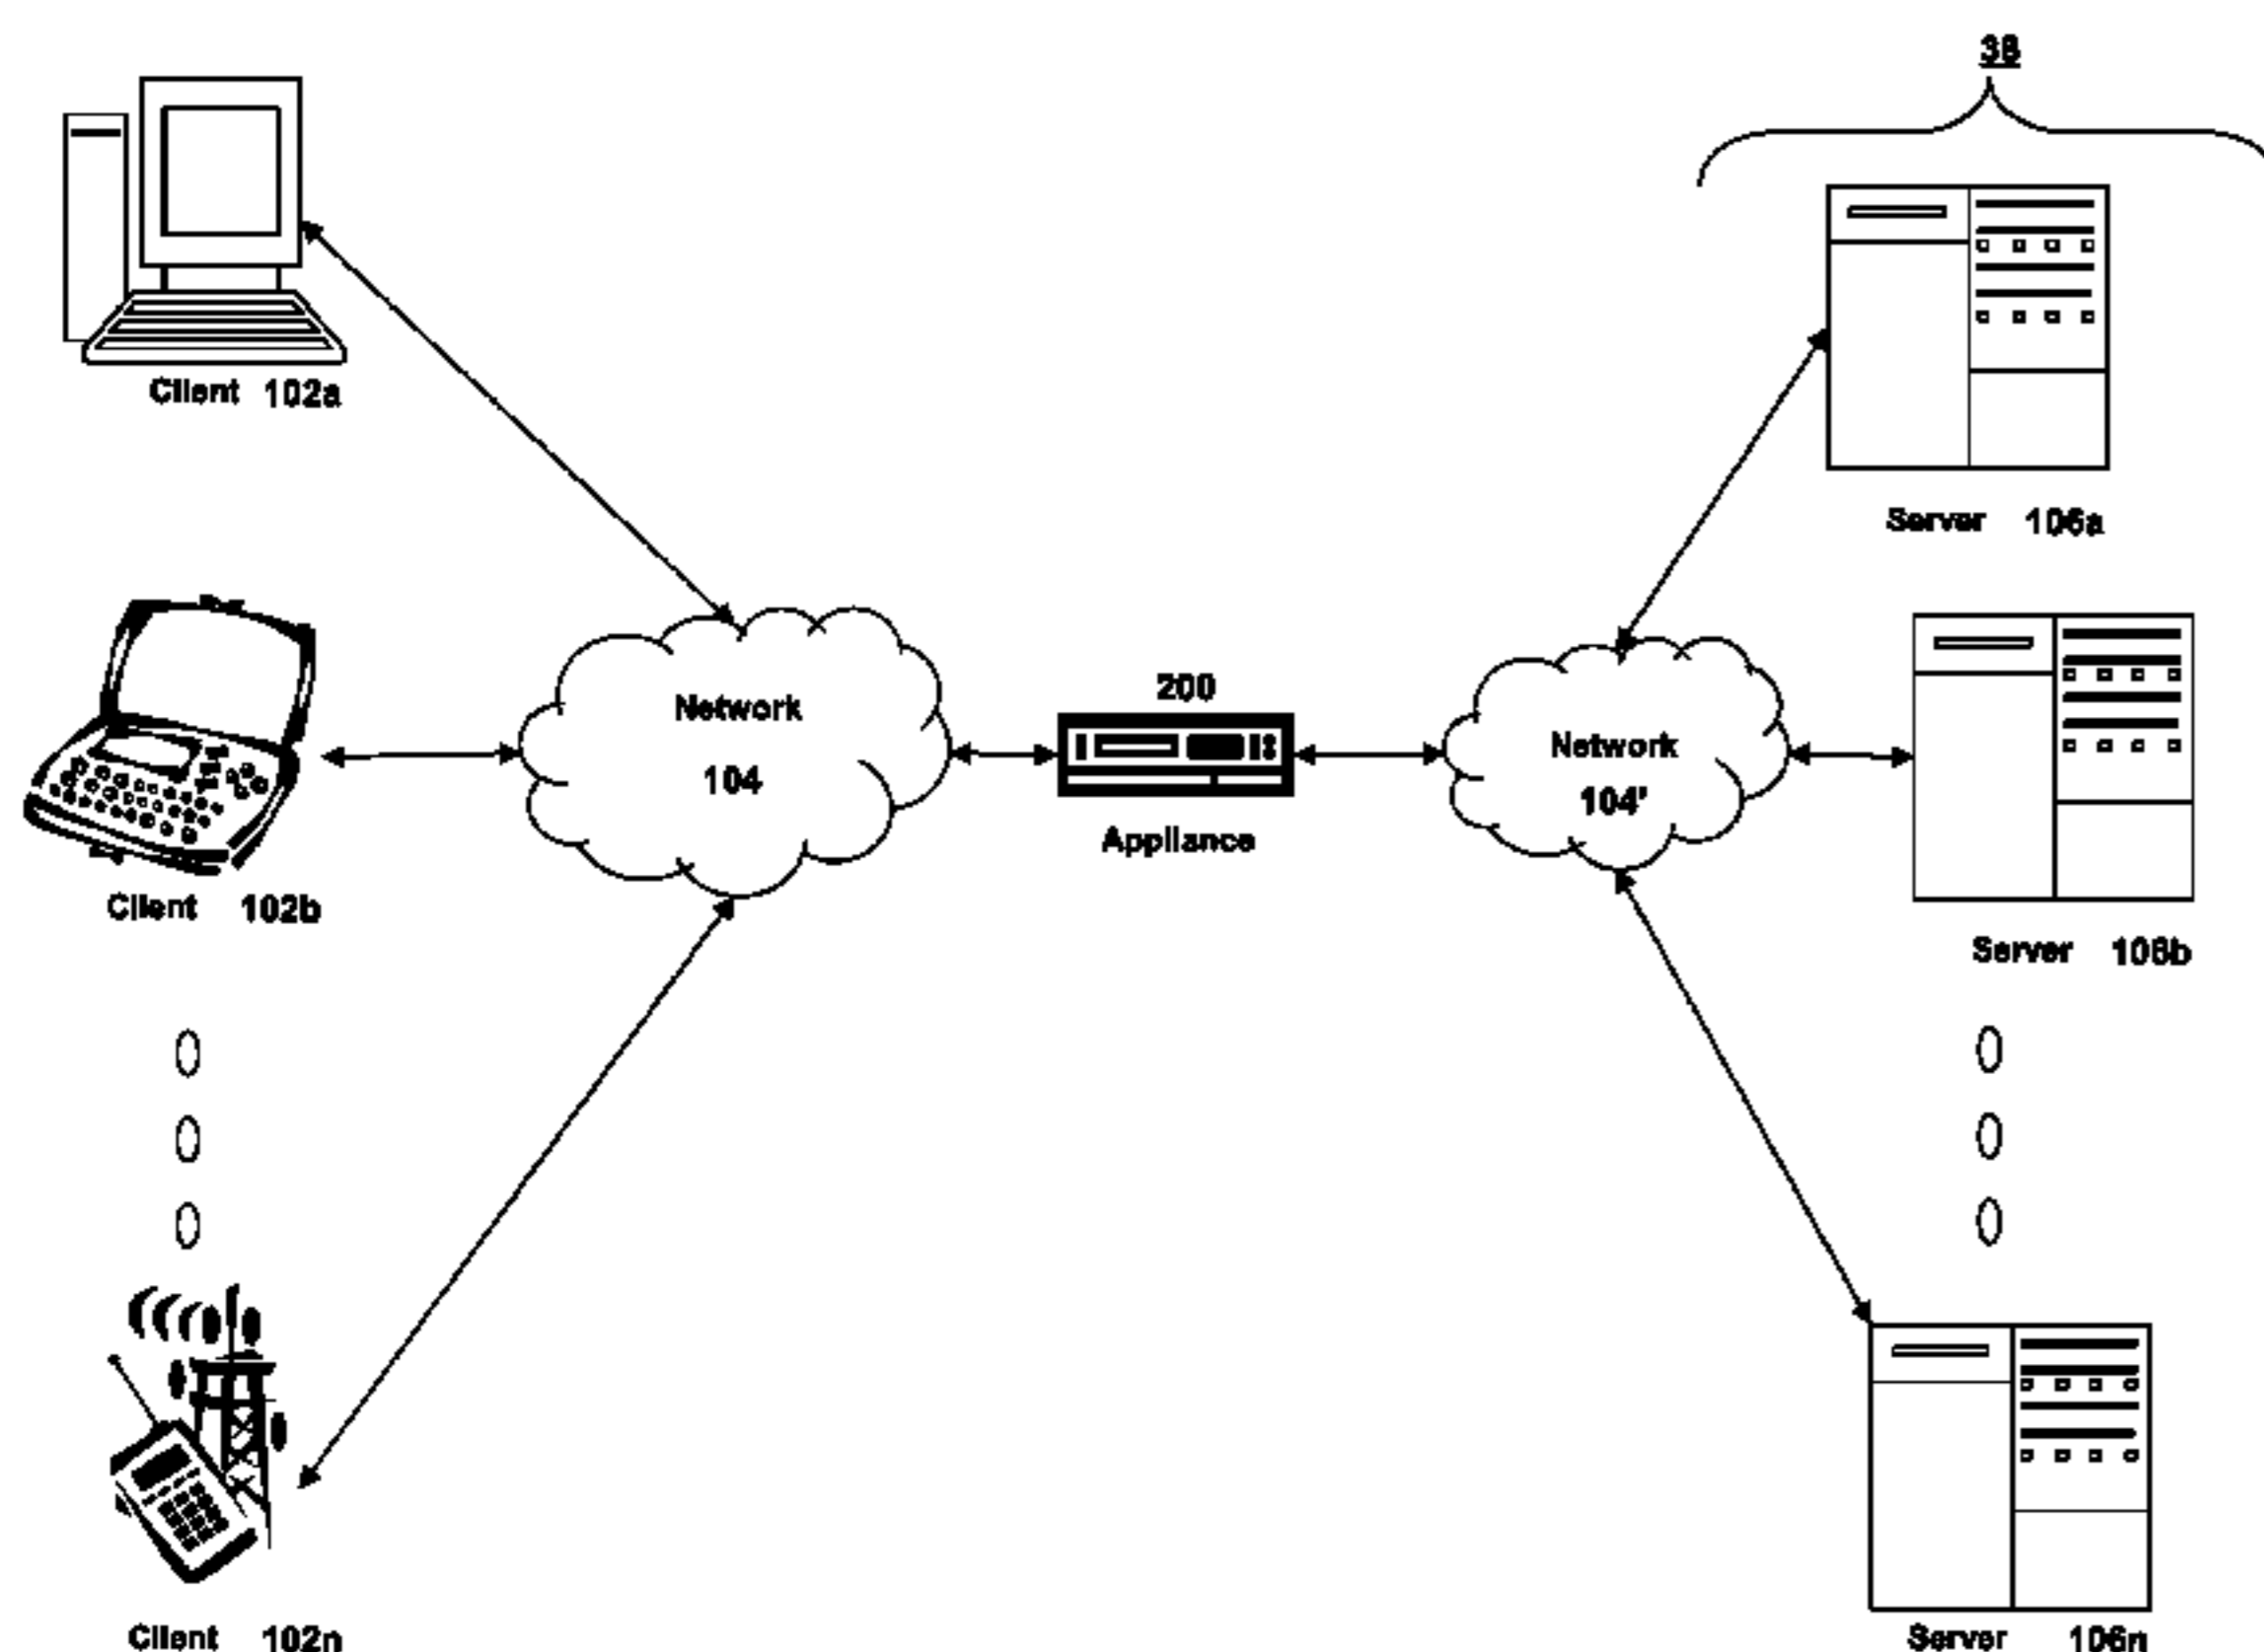 38
Client 102a
Server 106a
Network
104
200
Appliance
Network
104'
Client 102b
Server 106b
Client 102n
Server 106n